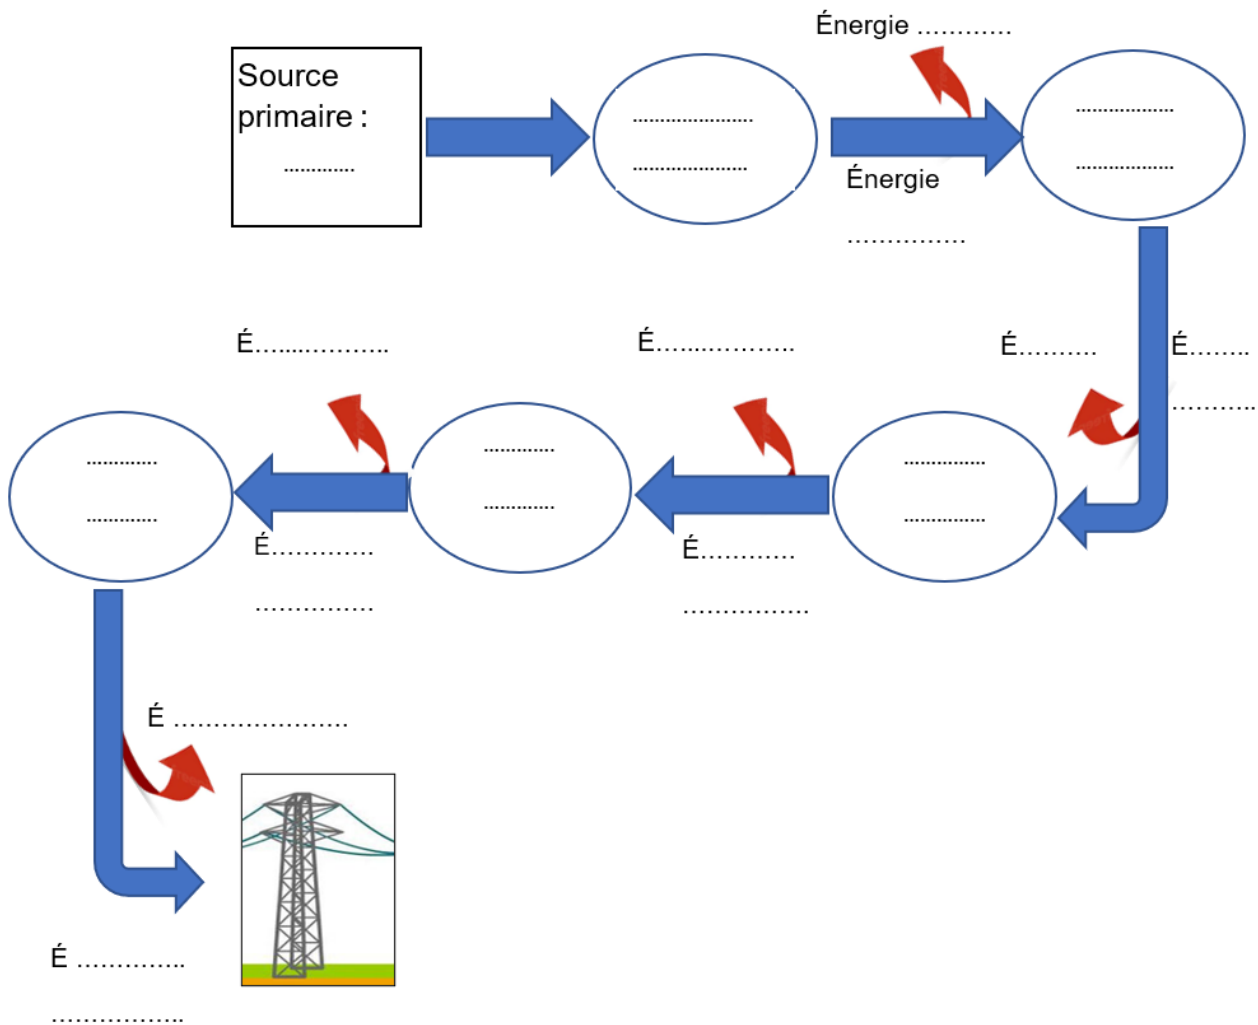 Énergie …………
Source
primaire :
.............
......................
.....................
..................
..................
Énergie
……………
É…....………..
É…....………..
É……….
É……..
………..
.............
.............
.............
.............
...............
...............
É………….
……………
É…………
…………….
É ………………….
É …………..
……………..